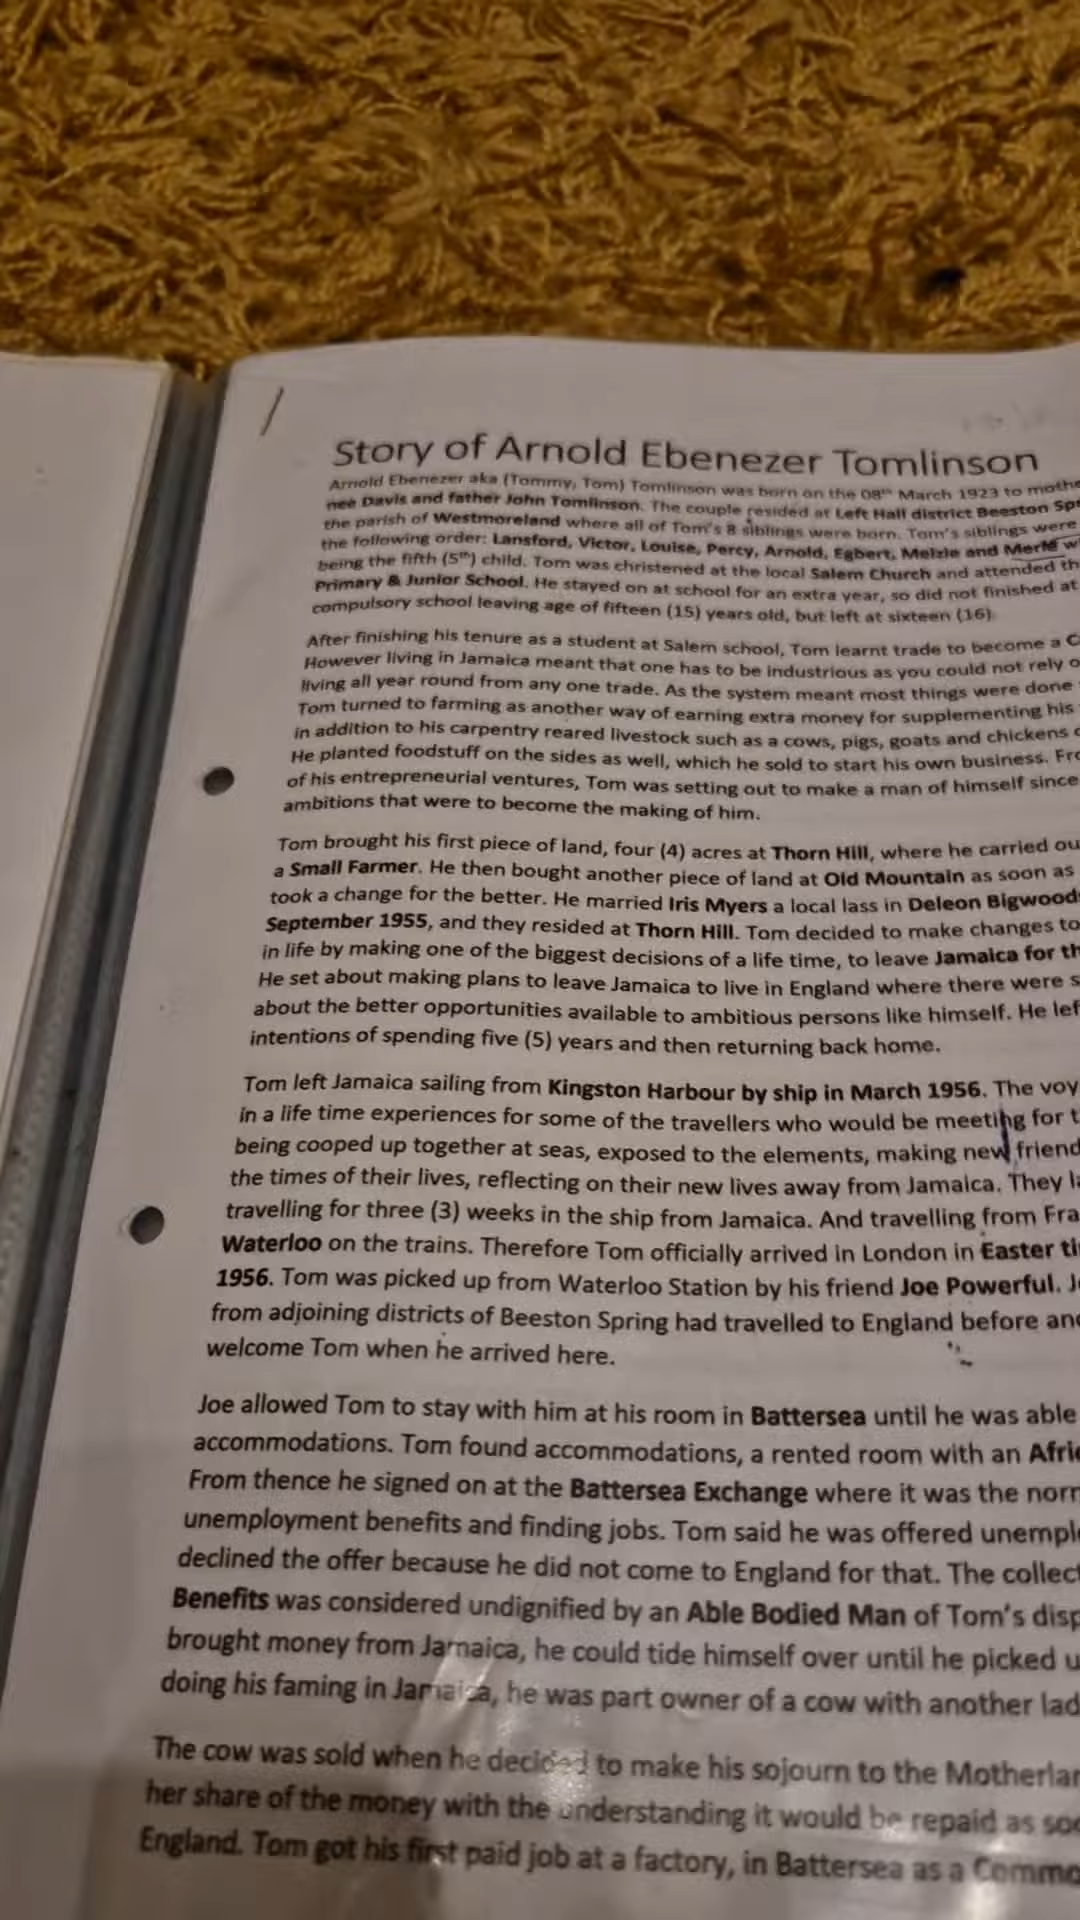 Story of Arnold Ebenezer Tomlinson
Arnold Ebenezer aka (Tommy, Tom) Tomlinson was born on the 08th March 1923 to
nee Davis and father John Tomlinson. The couple resided at Left Hall district Beeston
the parish of Westmoreland where all of Tom's 8 siblings were born. Tom's siblings were
the following order: Lansford, Victor, Louise, Percy, Arnold, Egbert, Melzie and Merle
being the fifth (5th) child. Tom was christened at the local Salem Church and attended
Primary & Junior School. He stayed on at school for an extra year, so did not finished at
compulsory school leaving age of fifteen (15) years old, but left at sixteen (16)
After finishing his tenure as a student at Salem school, Tom learnt trade to become a
However living in Jamaica meant that one has to be industrious as you could not rely
living all year round from any one trade. As the system meant most things were done
Tom turned to farming as another way of earning extra money for supplementing his
in addition to his carpentry reared livestock such as a cows, pigs, goats and chickens
He planted foodstuff on the sides as well, which he sold to start his own business.
of his entrepreneurial ventures, Tom was setting out to make a man of himself since
ambitions that were to become the making of him.
Tom brought his first piece of land, four (4) acres at Thorn Hill, where he carried
a Small Farmer. He then bought another piece of land at Old Mountain as soon as
took a change for the better. He married Iris Myers a local lass in Deleon Bigwoods
September 1955, and they resided at Thorn Hill. Tom decided to make changes to
in life by making one of the biggest decisions of a life time, to leave Jamaica for
He set about making plans to leave Jamaica to live in England where there were
about the better opportunities available to ambitious persons like himself. He
intentions of spending five (5) years and then returning back home.
Tom left Jamaica sailing from Kingston Harbour by ship in March 1956. The
in a life time experiences for some of the travellers who would be meeting for
being cooped up together at seas, exposed to the elements, making new
the times of their lives, reflecting on their new lives away from Jamaica. They
travelling for three (3) weeks in the ship from Jamaica. And travelling from
Waterloo on the trains. Therefore Tom officially arrived in London in Easter
1956. Tom was picked up from Waterloo Station by his friend Joe Powerful.
from adjoining districts of Beeston Spring had travelled to England before
welcome Tom when he arrived here.
Joe allowed Tom to stay with him at his room in Battersea until he was able
accommodations. Tom found accommodations, a rented room with an
From thence he signed on at the Battersea Exchange where it was the
unemployment benefits and finding jobs. Tom said he was offered
declined the offer because he did not come to England for that. The
Benefits was considered undignified by an Able Bodied Man of Tom's
brought money from Jamaica, he could tide himself over until he picked
doing his faming in Jamaica, he was part owner of a cow with another
The cow was sold when he decided to make his sojourn to the
her share of the money with the understanding it would be repaid as
England. Tom got his first paid job at a factory, in Battersea as a